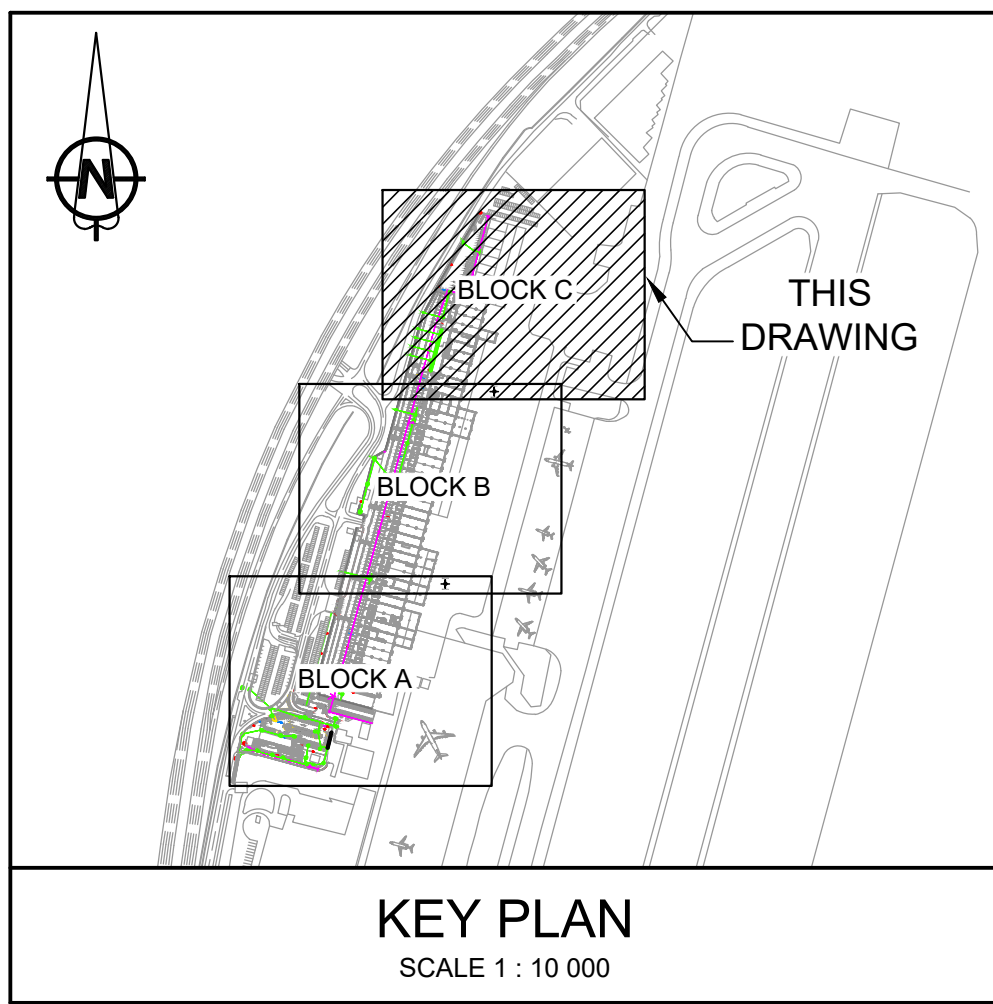 N
BLOCK C
THIS
DRAWING
BLOCK B
BLOCK A
KEY PLAN
SCALE 1 : 10 000